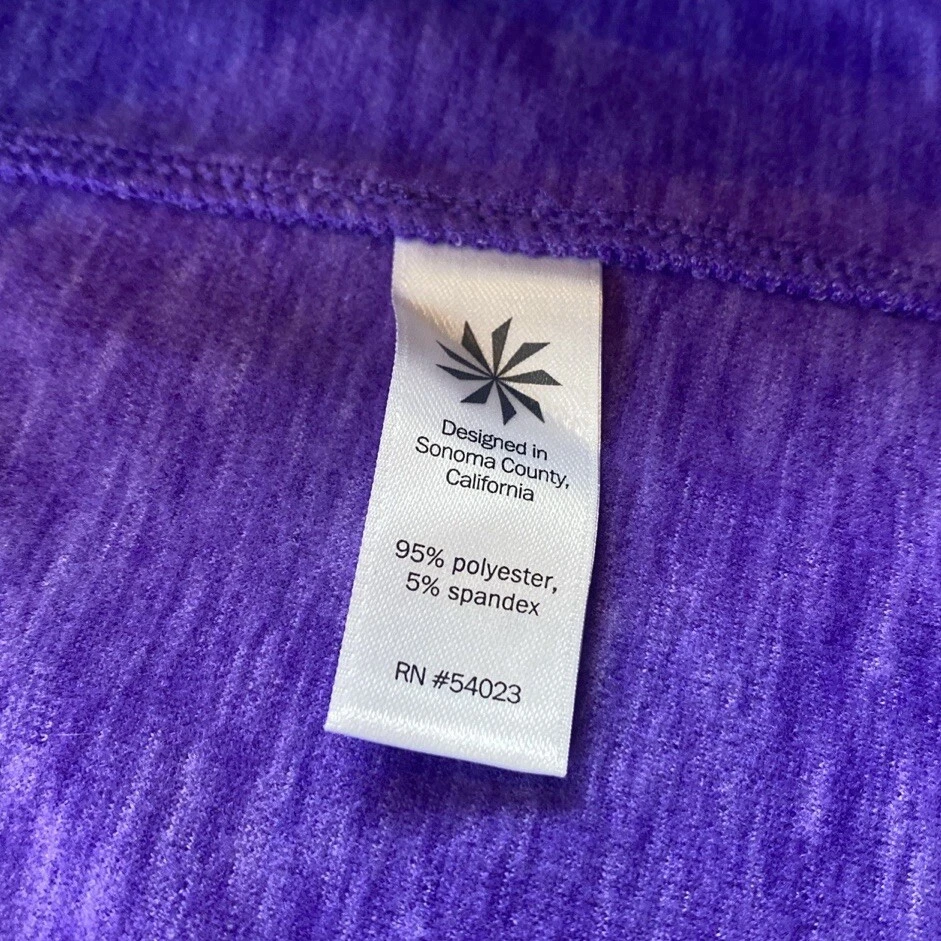 Designed in
Sonoma County,
California
95% polyester,
5% spandex
RN #54023